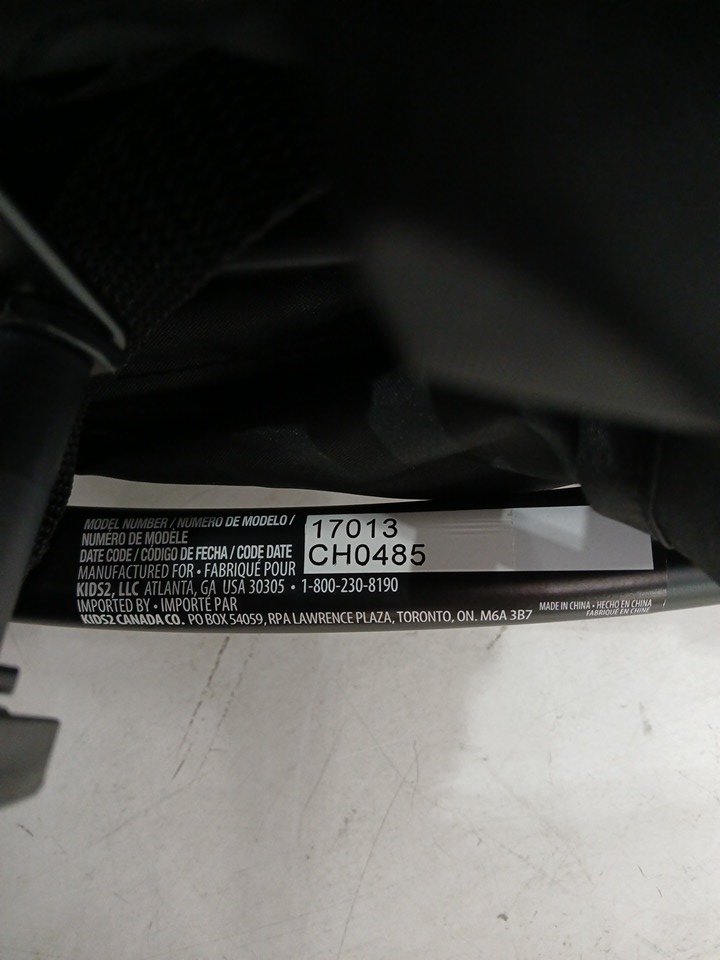 MODEL NUMBER / NÚMERO DE MODELO /
NUMÉRO DE MODÈLE
17013
DATE CODE / CÓDIGO DE FECHA / CODE DATE
CH0485
MANUFACTURED FOR • FABRIQUÉ POUR
KIDS2, LLC ATLANTA, GA USA 30305 • 1-800-230-8190
IMPORTED BY • IMPORTÉ PAR
KIDS2 CANADA CO. PO BOX 54059, RPA LAWRENCE PLAZA, TORONTO, ON. M6A 3B7
MADE IN CHINA • HECHO EN CHINA
FABRIQUÉ EN CHINE